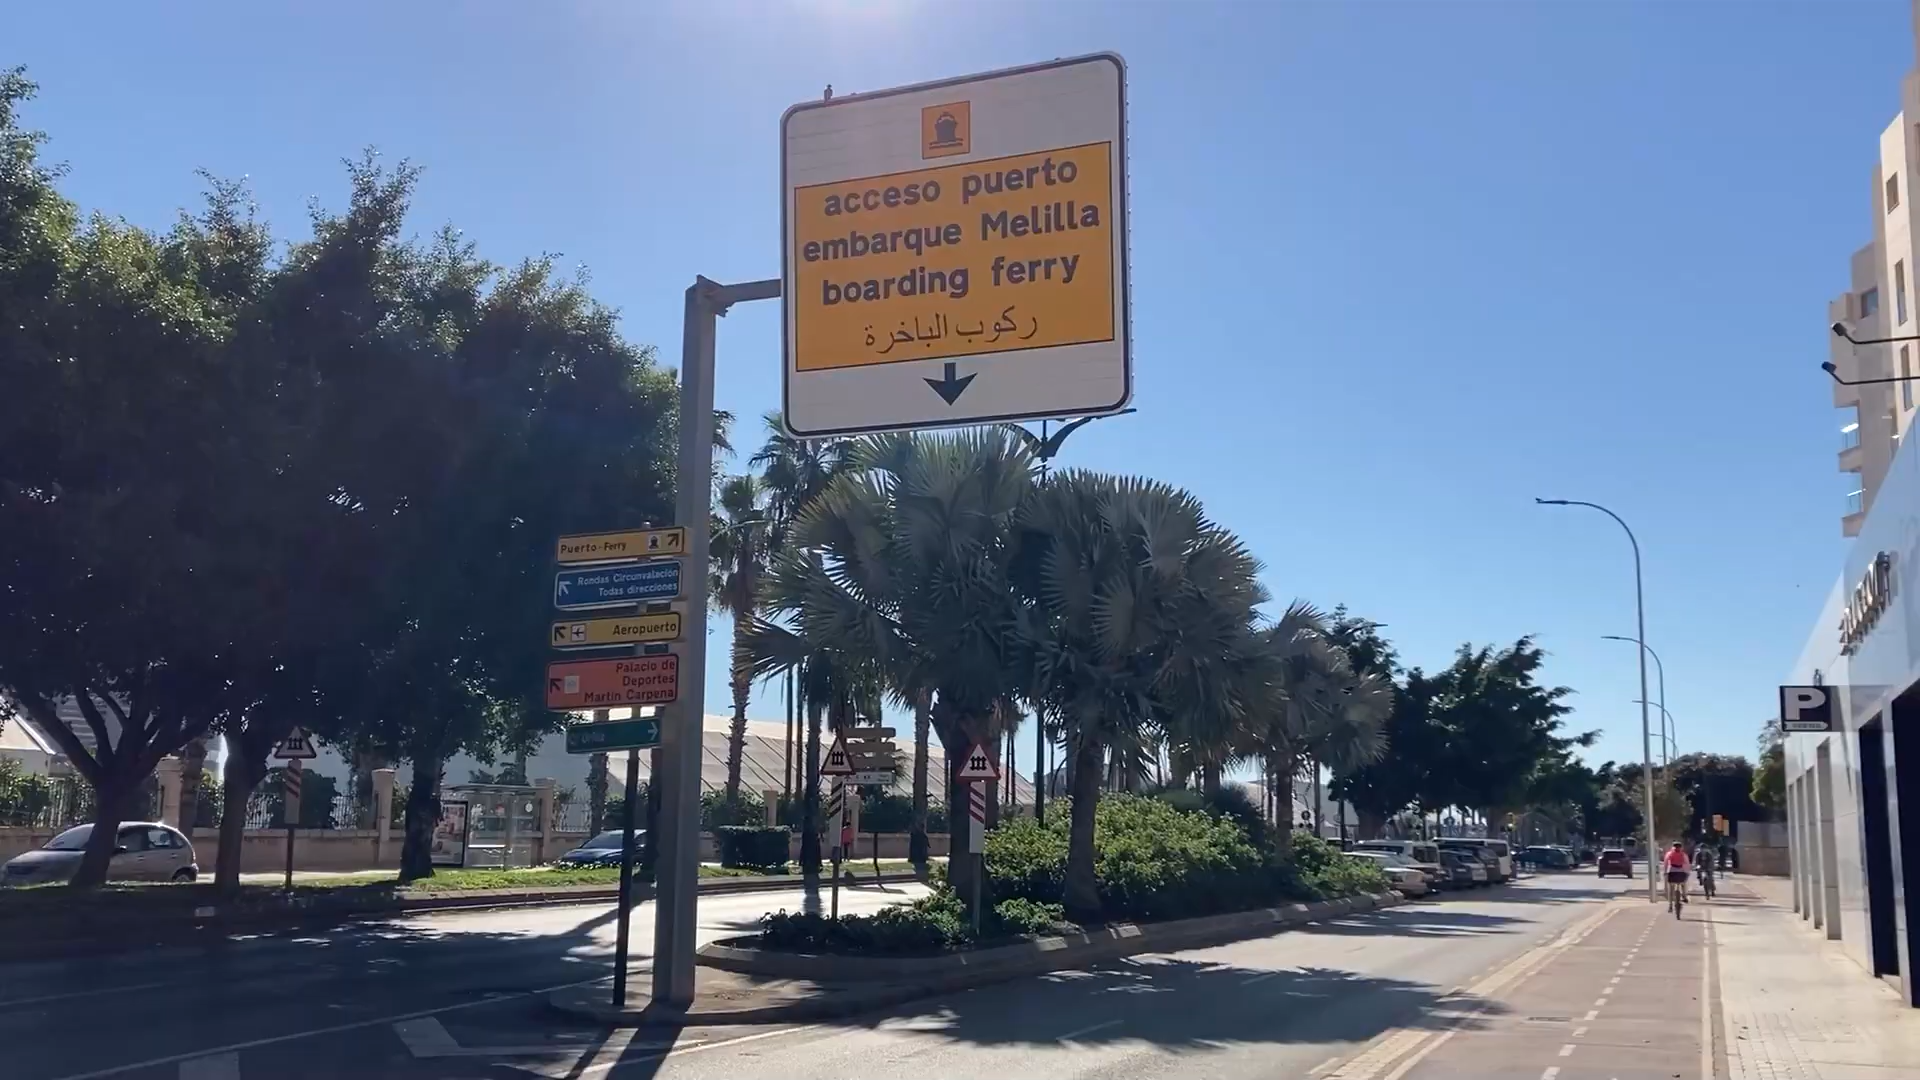 acceso puerto
embarque Melilla
boarding ferry
ركوب الباخرة
Puerto-Ferry
Rondas Circunvalación
Todas direcciones
Aeropuerto
Palacio de
Deportes
Martín Carpena
P